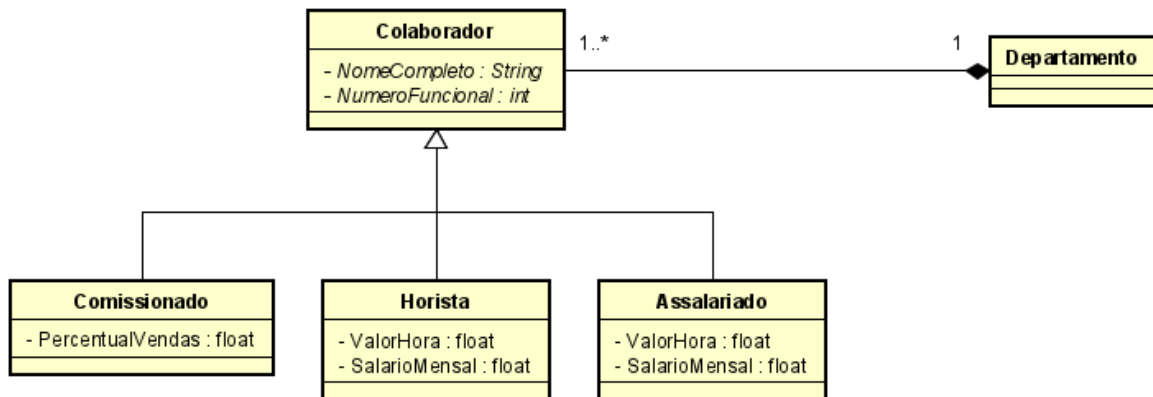 Colaborador
- NomeCompleto : String
- NumeroFuncional : int
1..*
1
Departamento
Comissionado
- PercentualVendas : float
Horista
- ValorHora : float
- SalarioMensal : float
Assalariado
- ValorHora : float
- SalarioMensal : float